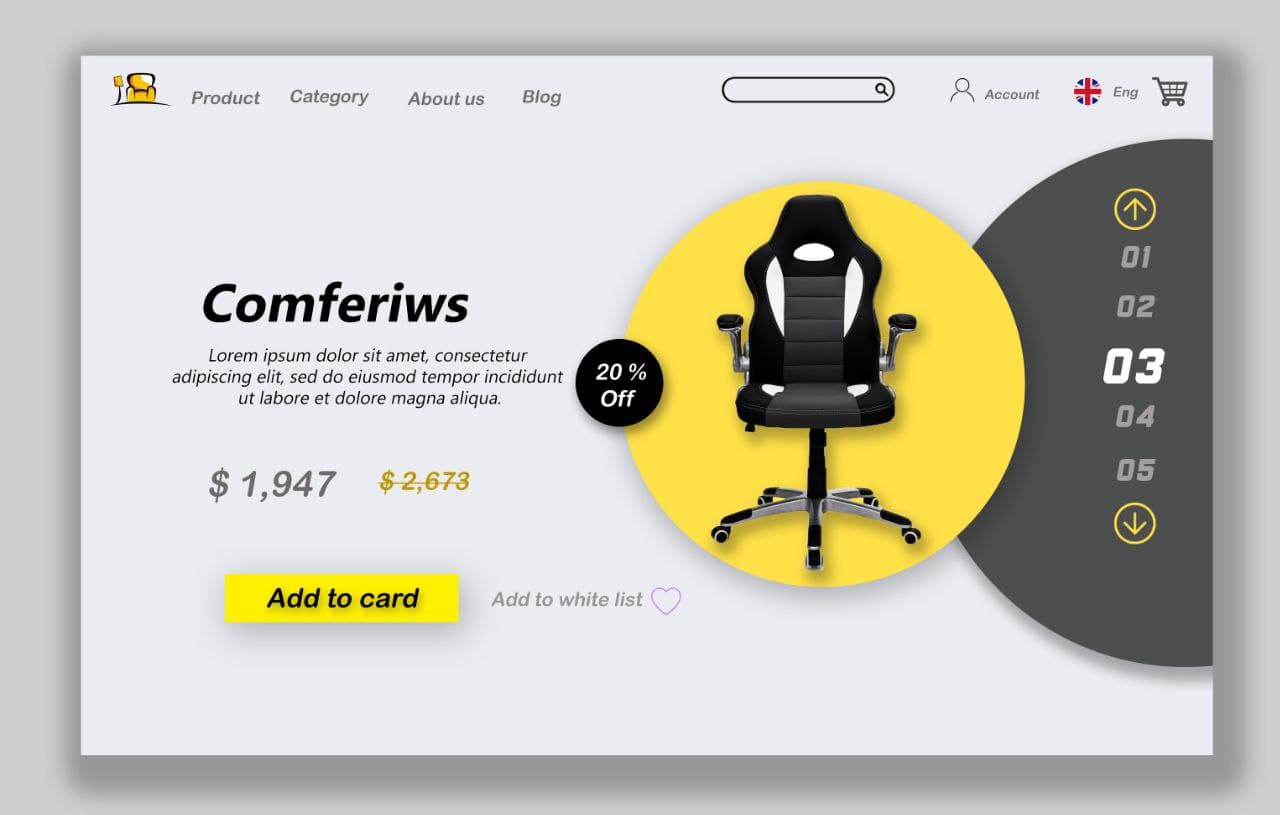 Product
Category
About us
Blog
Account
Eng
Comferiws
Lorem ipsum dolor sit amet, consectetur
adipiscing elit, sed do eiusmod tempor incididunt
ut labore et dolore magna aliqua.
20 %
Off
$ 1,947
$ 2,673
Add to card
Add to white list
01
02
03
04
05